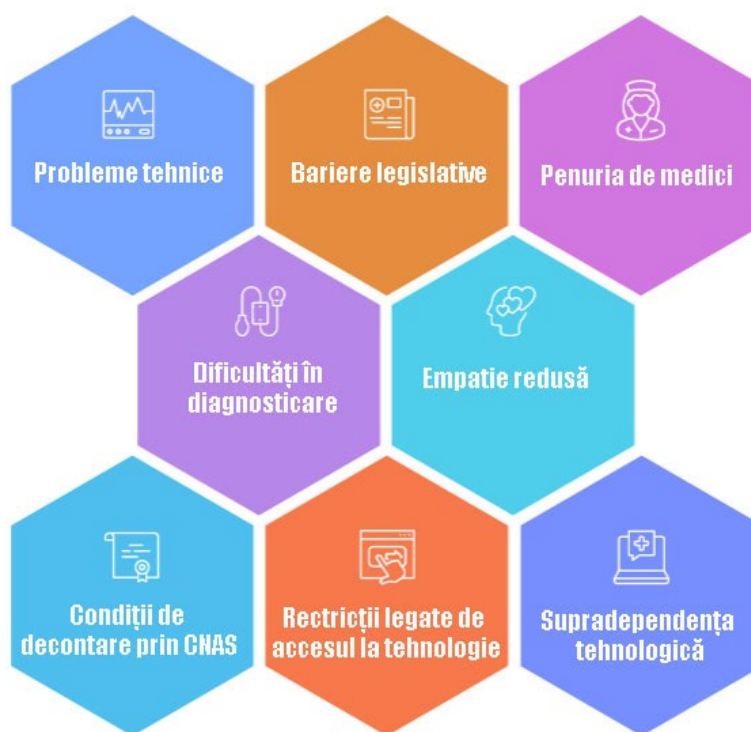 Probleme tehnice
Bariere legislative
Penuria de medici
Dificultăți în
diagnosticare
Empatie redusă
Condiții de
decontare prin CNAS
Rectricții legate de
accesul la tehnologie
Supradependența
tehnologică